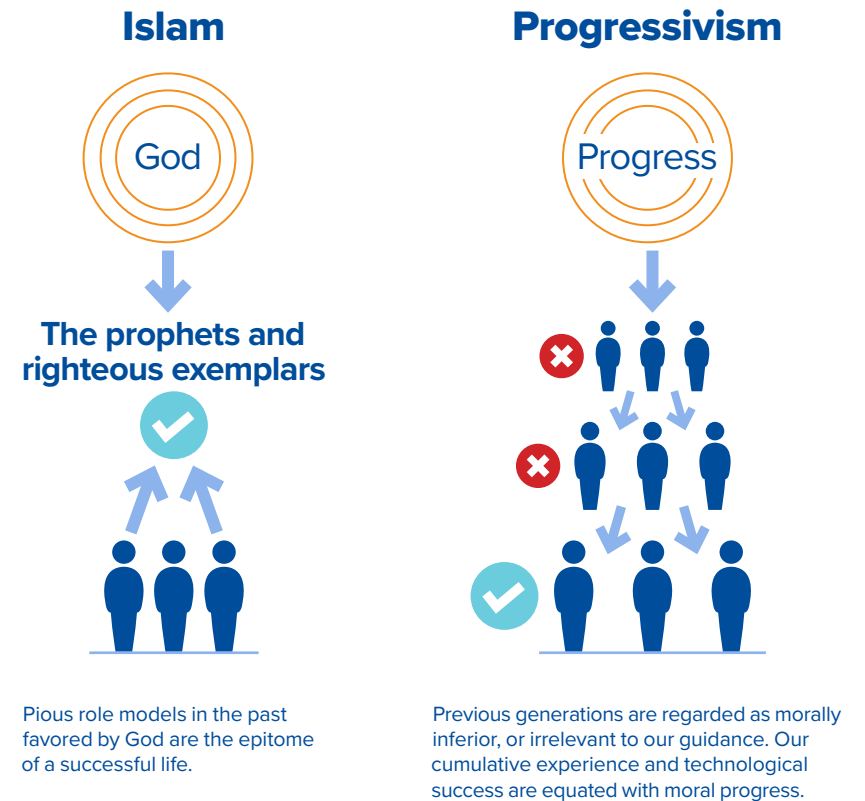 Islam
God
The prophets and
righteous exemplars
Pious role models in the past
favored by God are the epitome
of a successful life.
Progressivism
Progress
Previous generations are regarded as morally
inferior, or irrelevant to our guidance. Our
cumulative experience and technological
success are equated with moral progress.